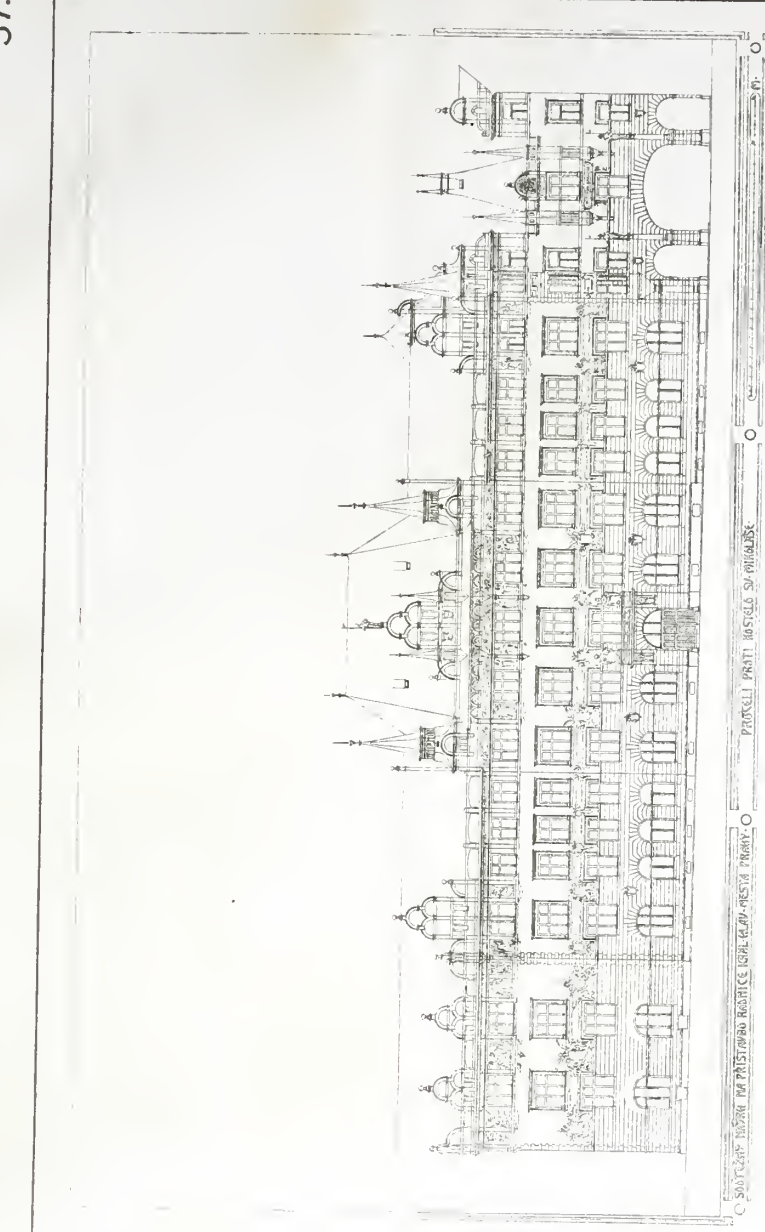 37.
SOUTĚŽNÝ NÁVRH NA PŘÍSTAVBU RADNICE KRÁL. HLAV. MĚSTA PRAHY.
PRŮČELÍ PROTI KOSTELU SV. MIKULÁŠE
M.